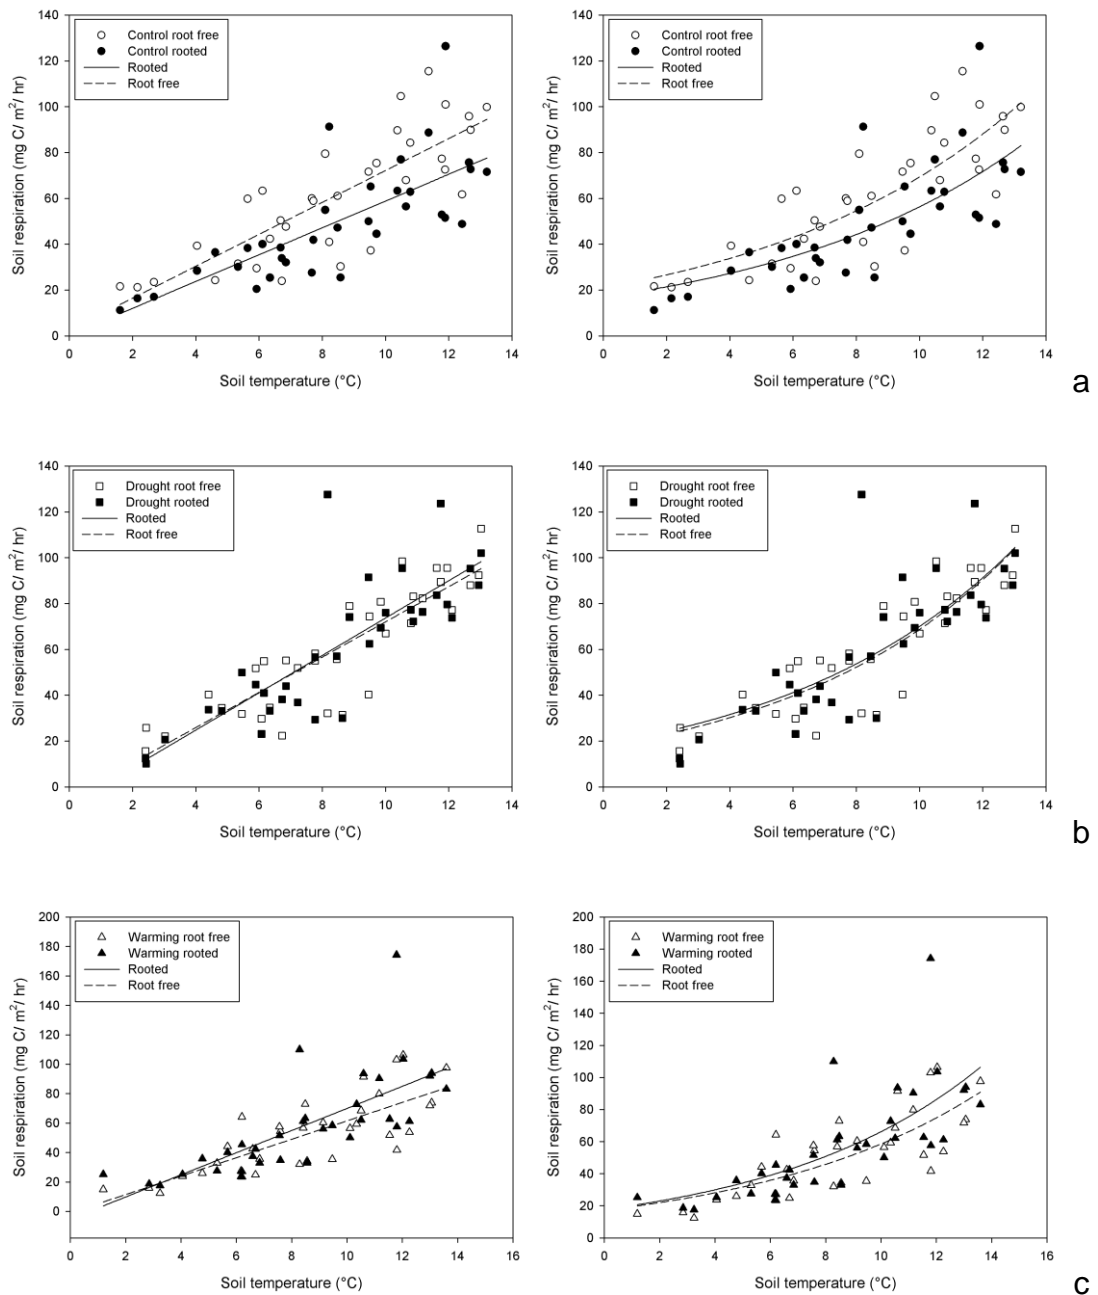 140
120
100
80
60
40
20
0
Soil respiration (mg C/ m²/ hr)
Control root free
Control rooted
Rooted
Root free
0 2 4 6 8 10 12 14
Soil temperature (°C)
140
120
100
80
60
40
20
0
Soil respiration (mg C/ m²/ hr)
Control root free
Control rooted
Rooted
Root free
0 2 4 6 8 10 12 14
Soil temperature (°C)
a
140
120
100
80
60
40
20
0
Soil respiration (mg C/ m²/ hr)
Drought root free
Drought rooted
Rooted
Root free
0 2 4 6 8 10 12 14
Soil temperature (°C)
140
120
100
80
60
40
20
0
Soil respiration (mg C/ m²/ hr)
Drought root free
Drought rooted
Rooted
Root free
0 2 4 6 8 10 12 14
Soil temperature (°C)
b
200
180
160
140
120
100
80
60
40
20
0
Soil respiration (mg C/ m²/ hr)
Warming root free
Warming rooted
Rooted
Root free
0 2 4 6 8 10 12 14 16
Soil temperature (°C)
200
180
160
140
120
100
80
60
40
20
0
Soil respiration (mg C/ m²/ hr)
Warming root free
Warming rooted
Rooted
Root free
0 2 4 6 8 10 12 14 16
Soil temperature (°C)
c